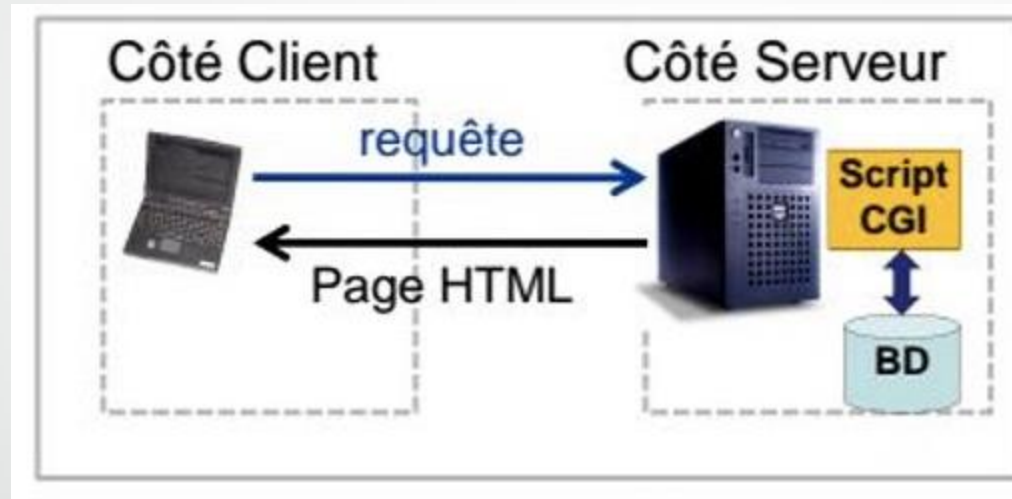 Côté Client
Côté Serveur
requête
Script
CGI
Page HTML
BD